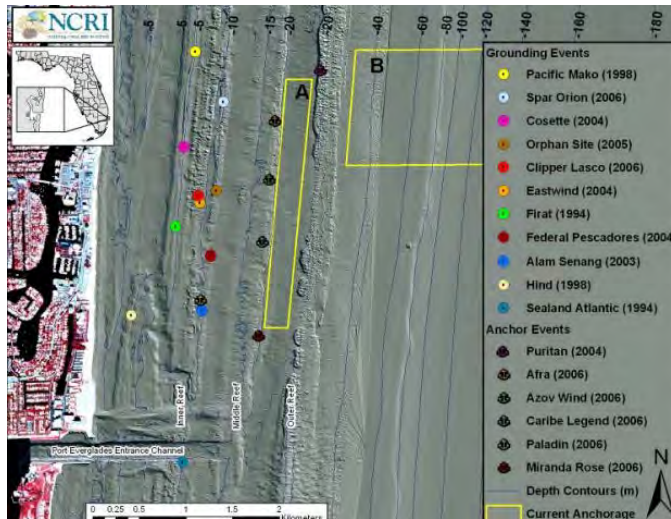 NCRI
-5
5
-5
-10
-15
-20
-20
-40
-60
-80
-100
-120
-140
A
B
Grounding Events
Pacific Mako (1998)
Spar Orion (2006)
Cosette (2004)
Orphan Site (2005)
Clipper Lasco (2006)
Eastwind (2004)
Firat (1994)
Federal Pescadores (2004
Alam Senang (2003)
Hind (1998)
Sealand Atlantic (1994)
Anchor Events
Puritan (2004)
Afra (2006)
Azov Wind (2006)
Caribe Legend (2006)
Paladin (2006)
Miranda Rose (2006)
Depth Contours (m)
Current Anchorage
Inner Reef
Middle Reef
Outer Reef
Port Everglades Entrance Channel
N
0 0.25 0.5 1 1.5 2
Kilometers